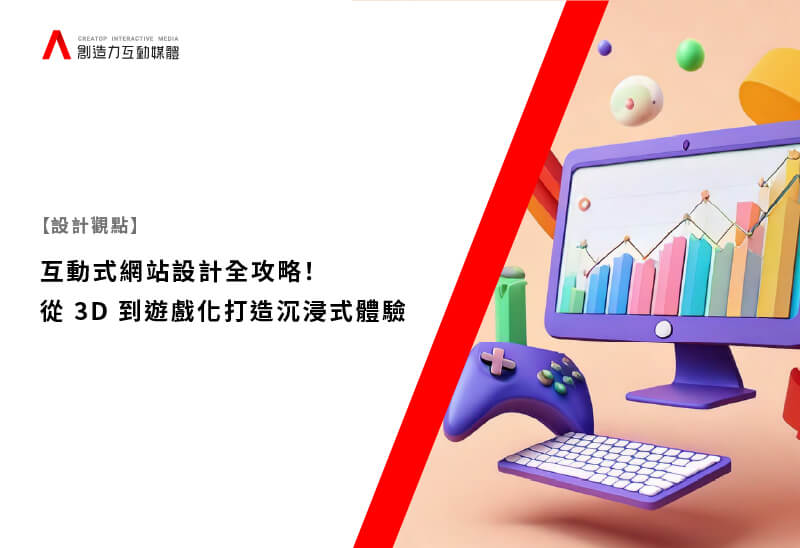 CREATOP INTERACTIVE MEDIA
創造力互動媒體
【設計觀點】
互動式網站設計全攻略!
從 3D 到遊戲化打造沉浸式體驗